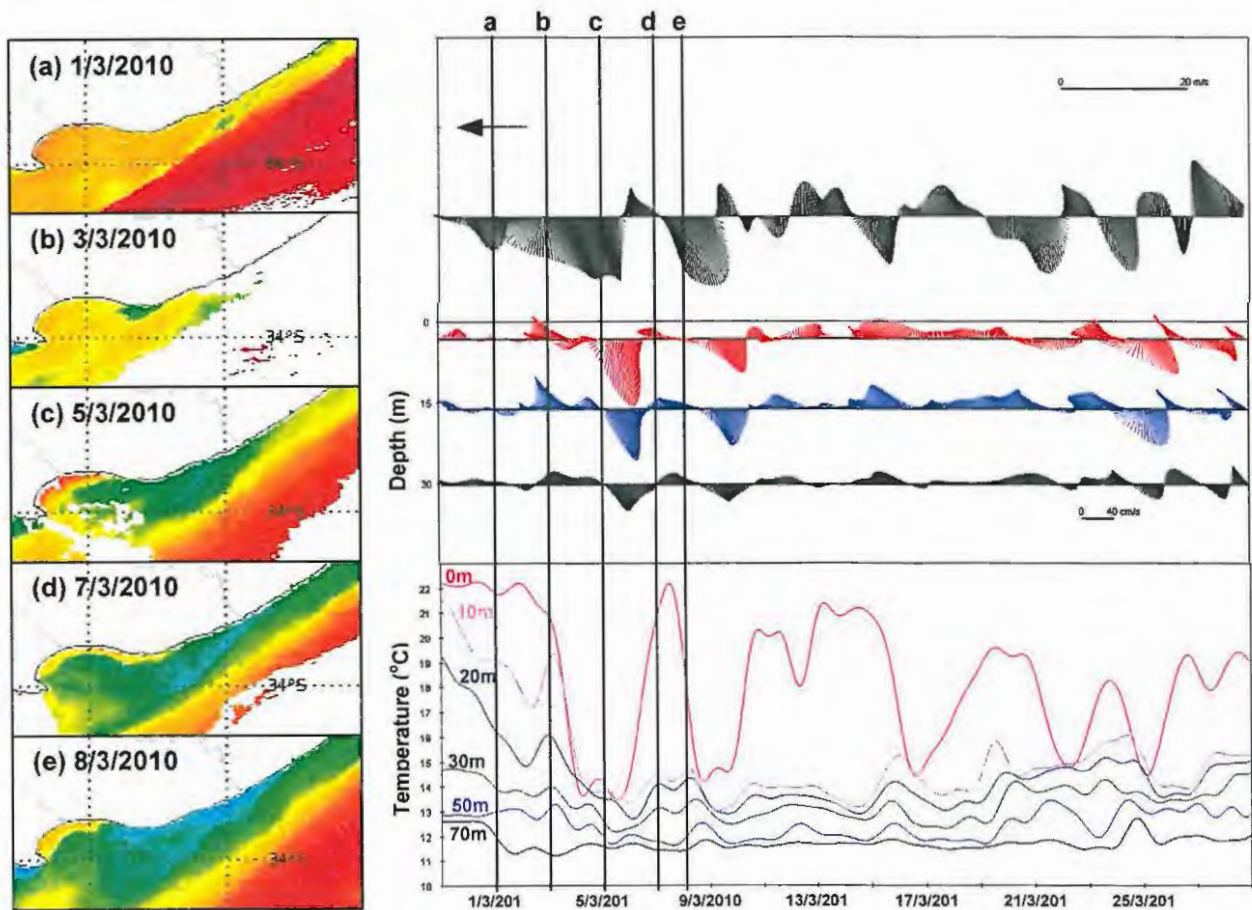 a b c d e
(a) 1/3/2010
(b) 3/3/2010
34°S
(c) 5/3/2010
34°S
(d) 7/3/2010
34°S
(e) 8/3/2010
34°S
0 20 m/s
Depth (m)
0
15
30
0 40 cm/s
Temperature (°C)
22
21
20
19
18
17
16
15
14
13
12
11
10
0m
10m
20m
30m
50m
70m
1/3/201 5/3/201 9/3/2010 13/3/201 17/3/201 21/3/201 25/3/201